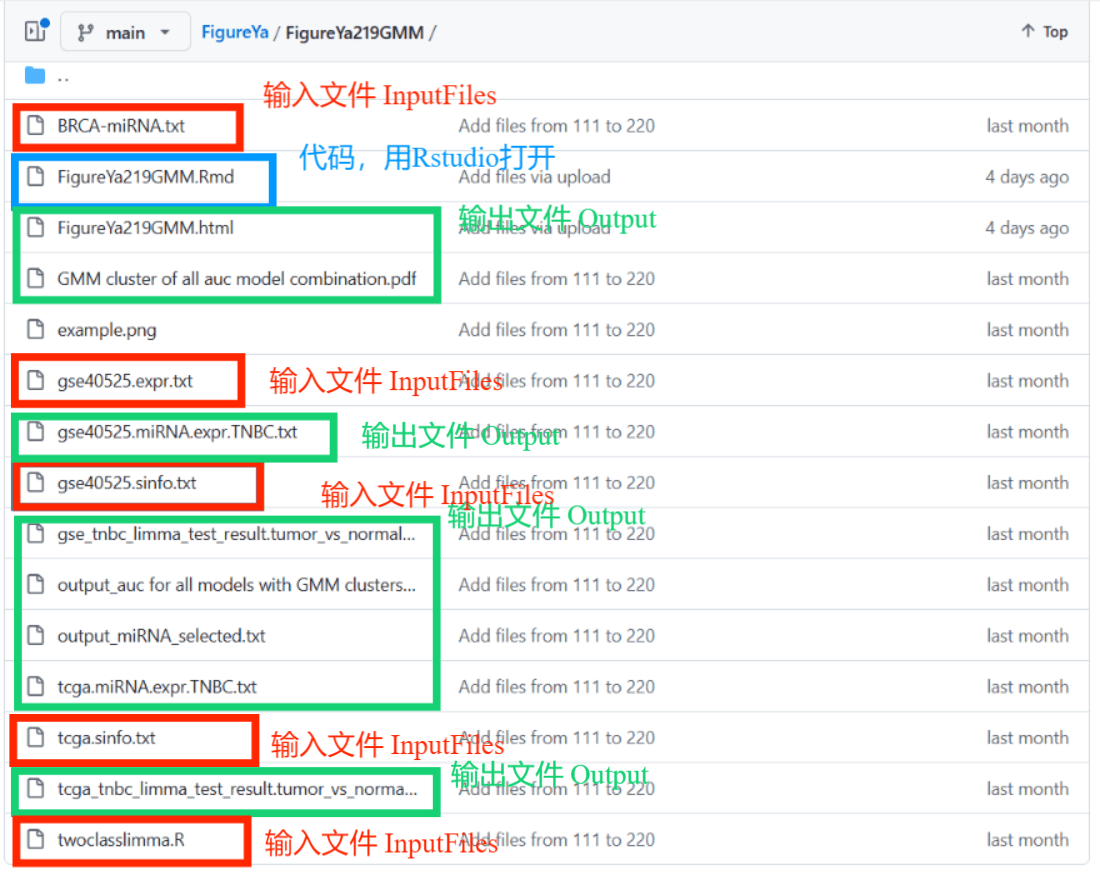 main
FigureYa / FigureYa219GMM /
Top
..
输入文件 InputFiles
BRCA-miRNA.txt Add files from 111 to 220 last month
代码，用Rstudio打开
FigureYa219GMM.Rmd Add files via upload 4 days ago
输出文件 Output
FigureYa219GMM.html Add files via upload 4 days ago
GMM cluster of all auc model combination.pdf Add files from 111 to 220 last month
example.png Add files from 111 to 220 last month
gse40525.expr.txt 输入文件 InputFiles Add files from 111 to 220 last month
gse40525.miRNA.expr.TNBC.txt 输出文件 Output Add files from 111 to 220 last month
gse40525.sinfo.txt Add files from 111 to 220 last month
输入文件 InputFiles
输出文件 Output
gse_tnbc_limma_test_result.tumor_vs_normal... Add files from 111 to 220 last month
output_auc for all models with GMM clusters... Add files from 111 to 220 last month
output_miRNA_selected.txt Add files from 111 to 220 last month
tcga.miRNA.expr.TNBC.txt Add files from 111 to 220 last month
tcga.sinfo.txt 输入文件 InputFiles Add files from 111 to 220 last month
输出文件 Output
tcga_tnbc_limma_test_result.tumor_vs_norma... Add files from 111 to 220 last month
twoclasslimma.R 输入文件 InputFiles Add files from 111 to 220 last month